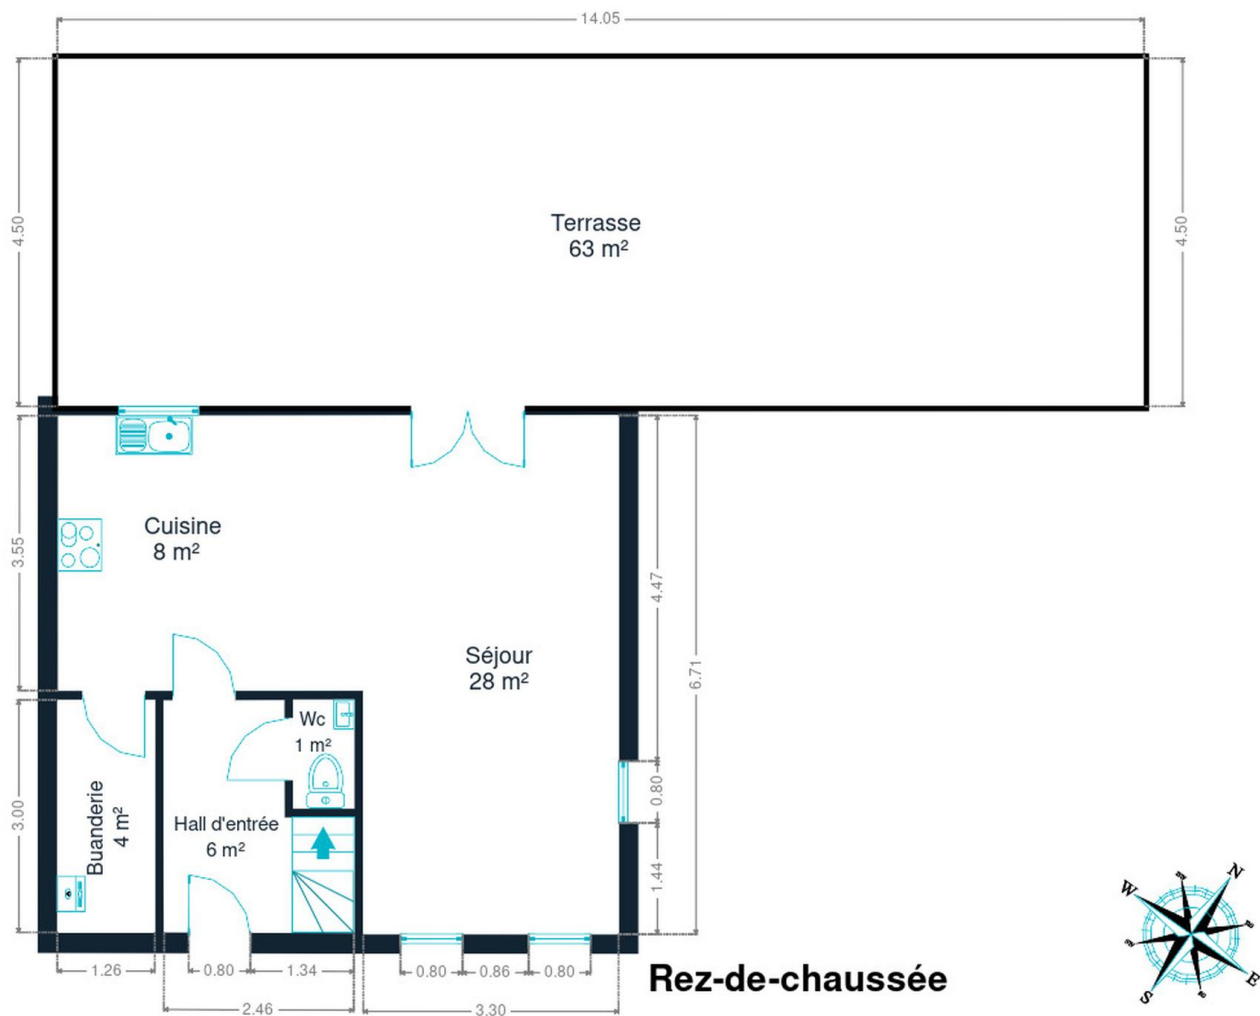 14.05
4.50
Terrasse
63 m²
4.50
3.55
Cuisine
8 m²
4.47
6.71
Séjour
28 m²
Wc
1 m²
0.80
3.00
Buanderie
4 m²
Hall d'entrée
6 m²
1.44
N
W
E
S
1.26
0.80
1.34
0.80
0.86
0.80
2.46
3.30
Rez-de-chaussée